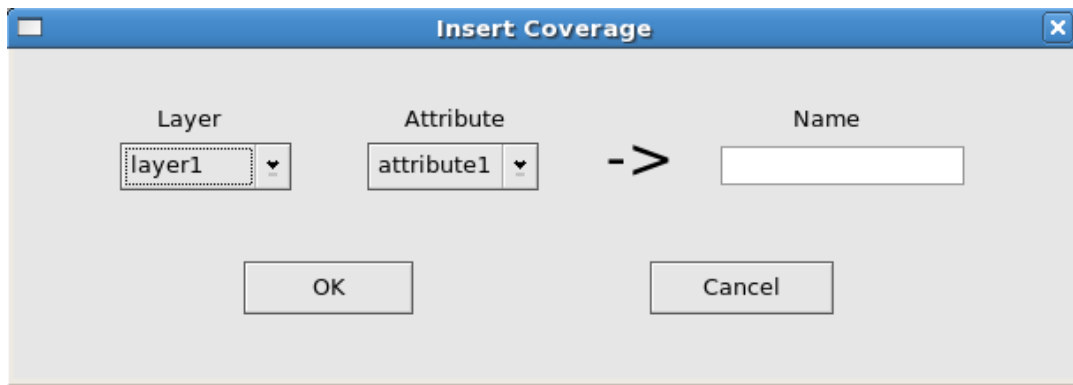 Insert Coverage
Layer Attribute Name
layer1 attribute1 ->
OK Cancel